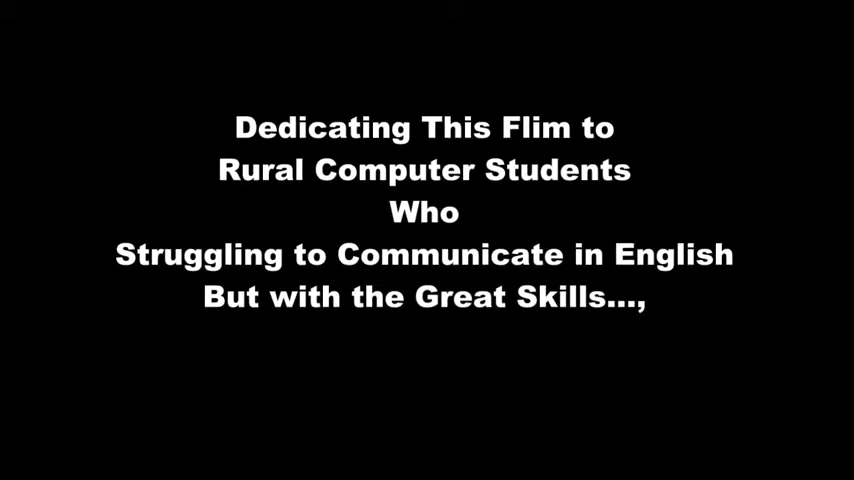 Dedicating This Flim to
Rural Computer Students
Who
Struggling to Communicate in English
But with the Great Skills...,